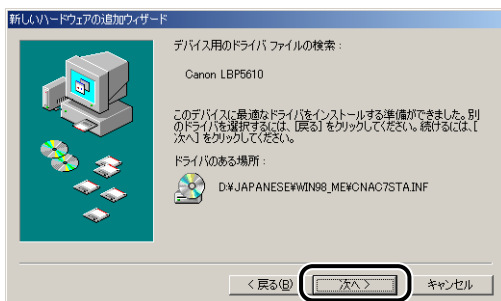 新しいハードウェアの追加ウィザード
デバイス用のドライバ ファイルの検索 :
Canon LBP5610
このデバイスに最適なドライバをインストールする準備ができました。別
のドライバを選択するには、[戻る] をクリックしてください。続けるには、[
次へ] をクリックしてください。
ドライバのある場所 :
D:¥JAPANESE¥WIN98_ME¥CNAC7STA.INF
< 戻る(B)
次へ >
キャンセル